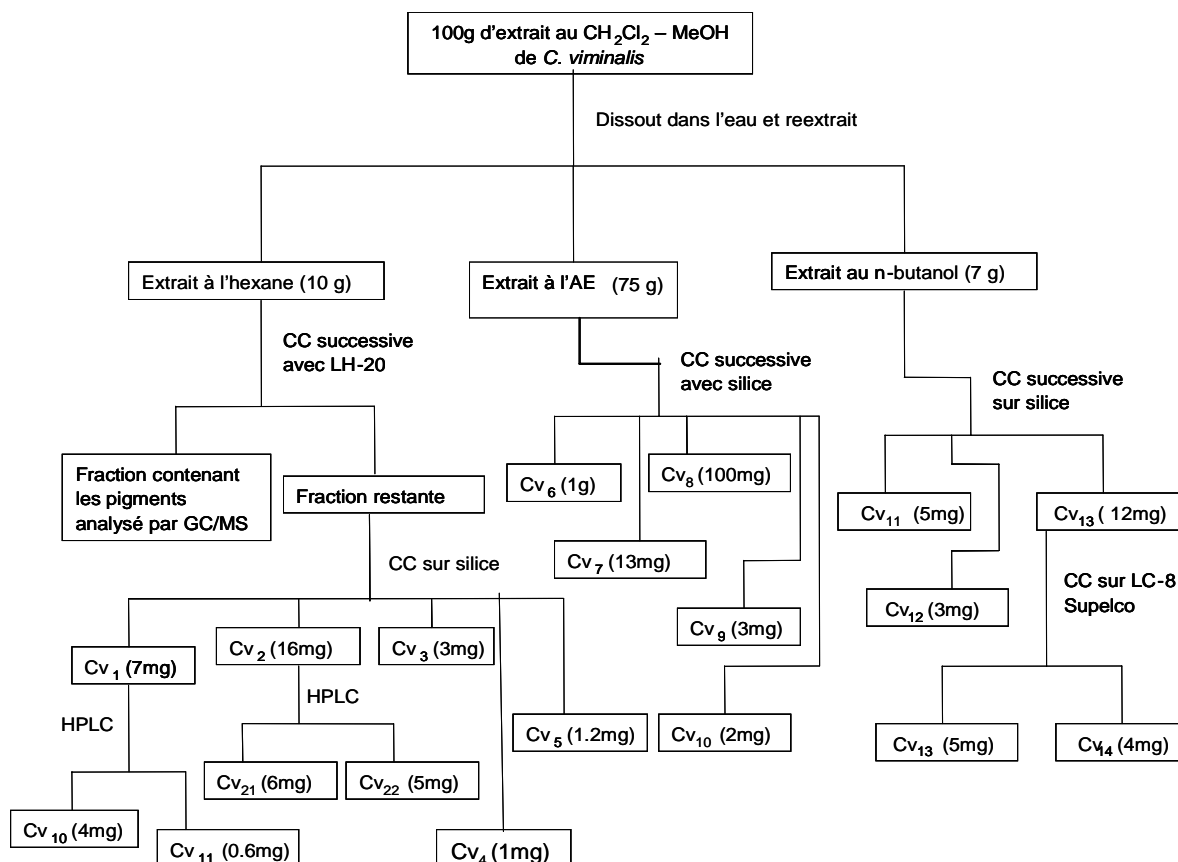 100g d'extrait au CH₂Cl₂ – MeOH
de C. viminalis
Dissout dans l'eau et reextrait
Extrait à l'hexane (10 g)
Extrait à l'AE (75 g)
Extrait au n-butanol (7 g)
CC successive
avec LH-20
CC successive
avec silice
CC successive
sur silice
Fraction contenant
les pigments
analysé par GC/MS
Fraction restante
Cv₆ (1g)
Cv₈ (100mg)
Cv₇ (13mg)
Cv₉ (3mg)
Cv₁₀ (2mg)
Cv₁₁ (5mg)
Cv₁₃ ( 12mg)
Cv₁₂ (3mg)
CC sur LC-8
Supelco
Cv₁₃ (5mg)
Cv₁₄ (4mg)
CC sur silice
Cv₁ (7mg)
Cv₂ (16mg)
Cv₃ (3mg)
Cv₅ (1.2mg)
HPLC
HPLC
Cv₂₁ (6mg)
Cv₂₂ (5mg)
Cv₁₀ (4mg)
Cv₁₁ (0.6mg)
Cv₄ (1mg)